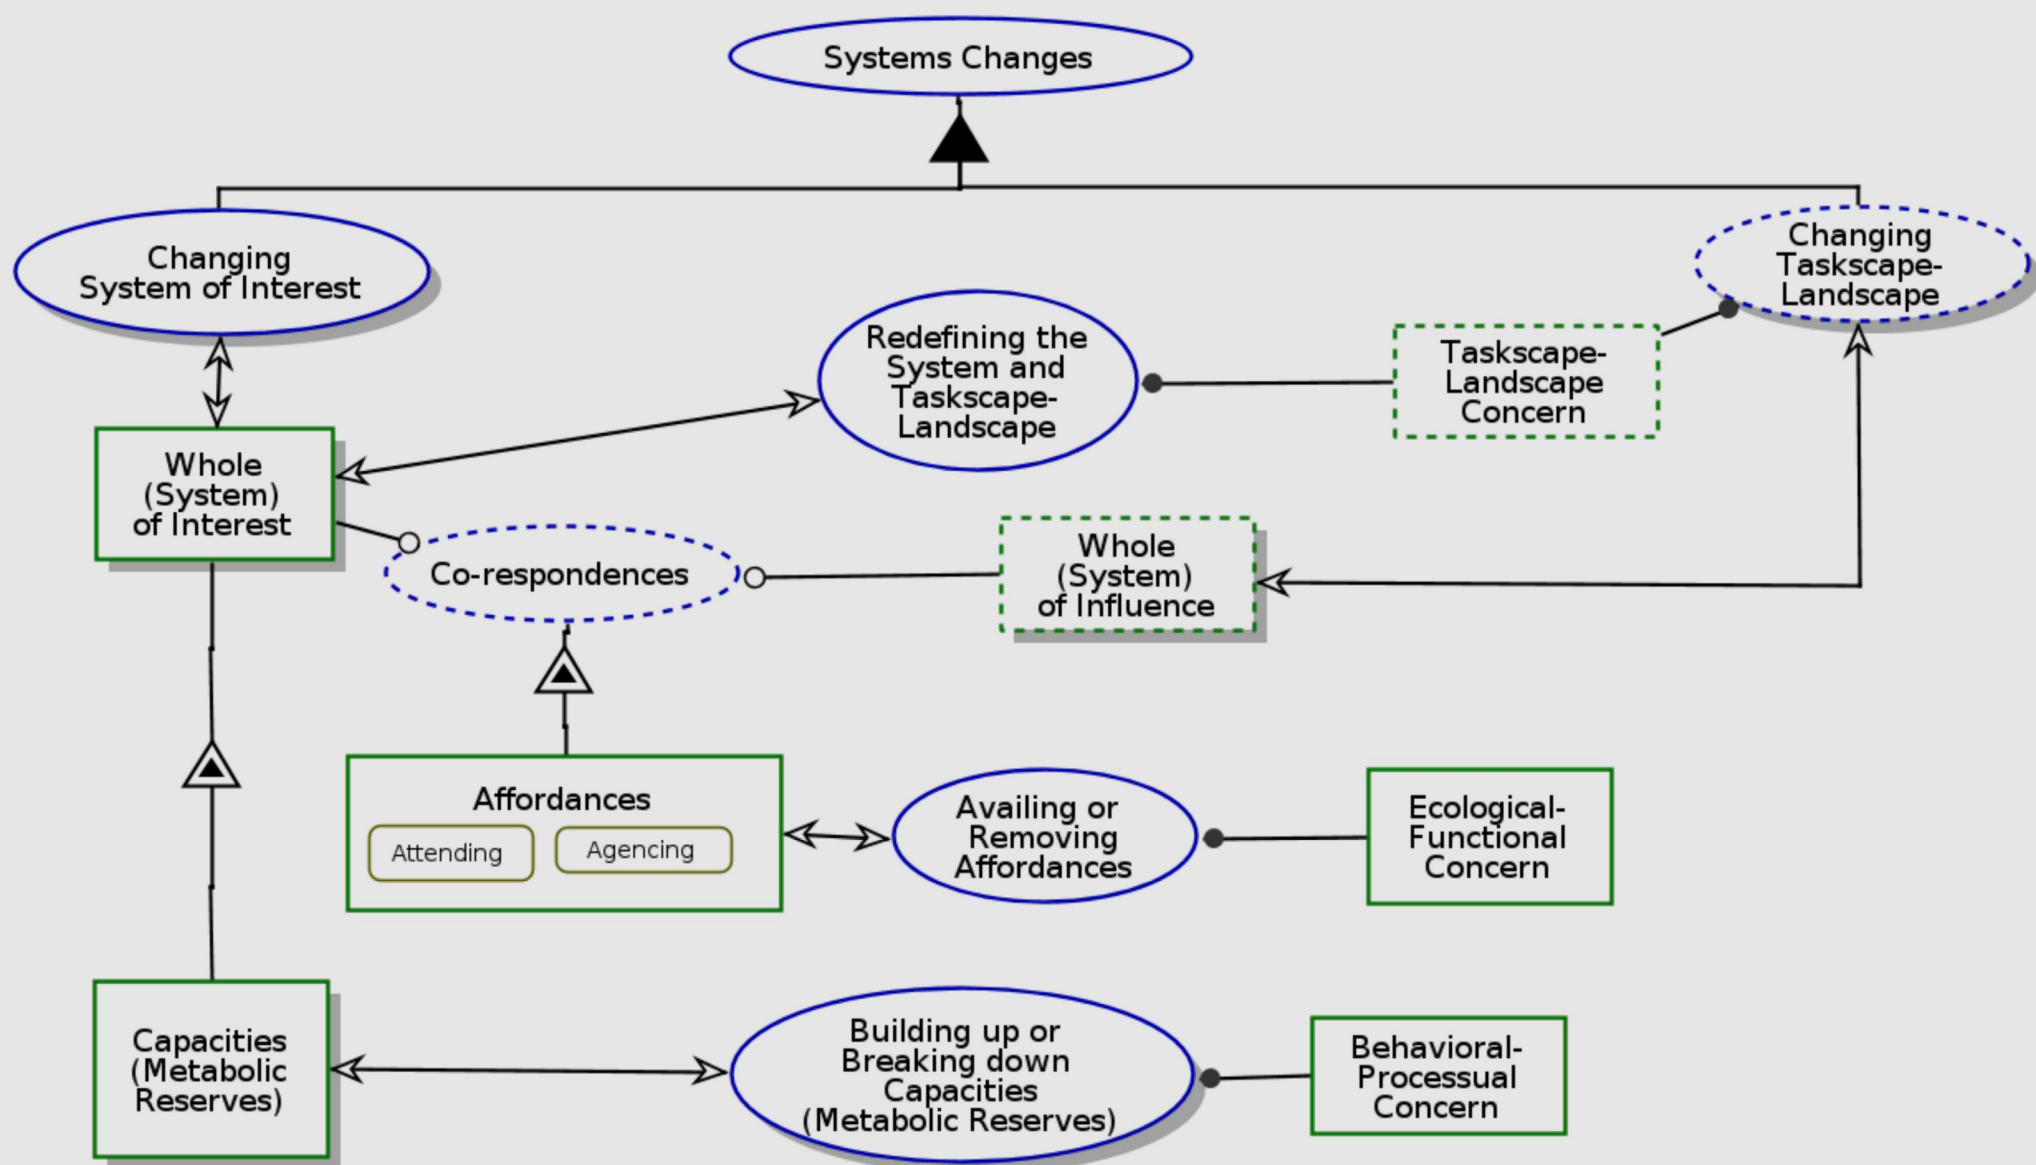 Systems Changes
Changing
System of Interest
Changing
Taskscape-
Landscape
Redefining the
System and
Taskscape-
Landscape
Taskscape-
Landscape
Concern
Whole
(System)
of Interest
Co-respondences
Whole
(System)
of Influence
Affordances
Attending
Agencing
Availing or
Removing
Affordances
Ecological-
Functional
Concern
Capacities
(Metabolic
Reserves)
Building up or
Breaking down
Capacities
(Metabolic Reserves)
Behavioral-
Processual
Concern